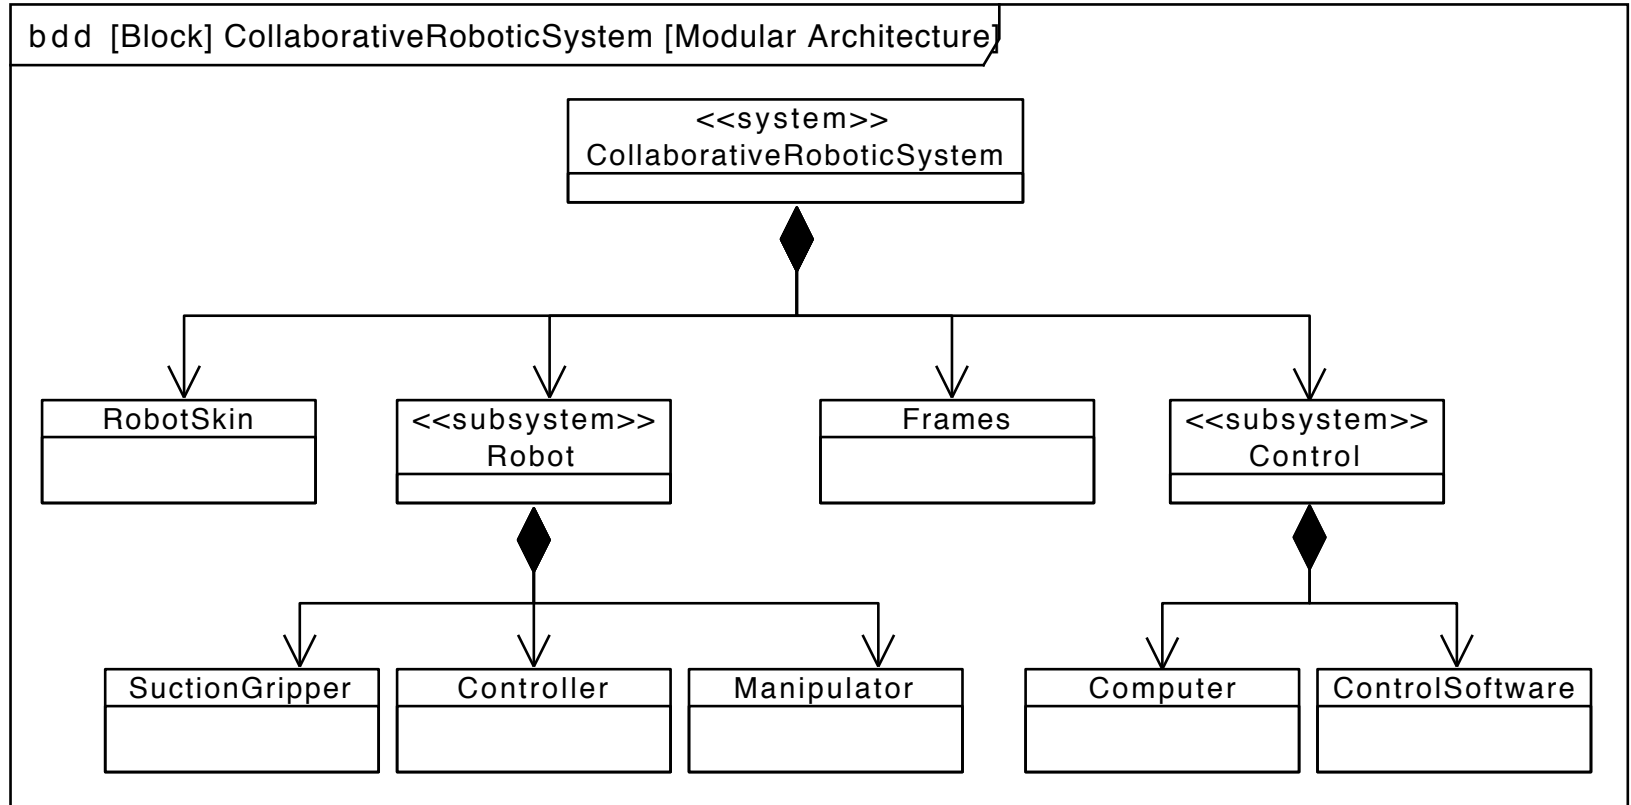 bdd [Block] CollaborativeRoboticSystem [Modular Architecture]
<<system>>
CollaborativeRoboticSystem
RobotSkin
<<subsystem>>
Robot
Frames
<<subsystem>>
Control
SuctionGripper
Controller
Manipulator
Computer
ControlSoftware